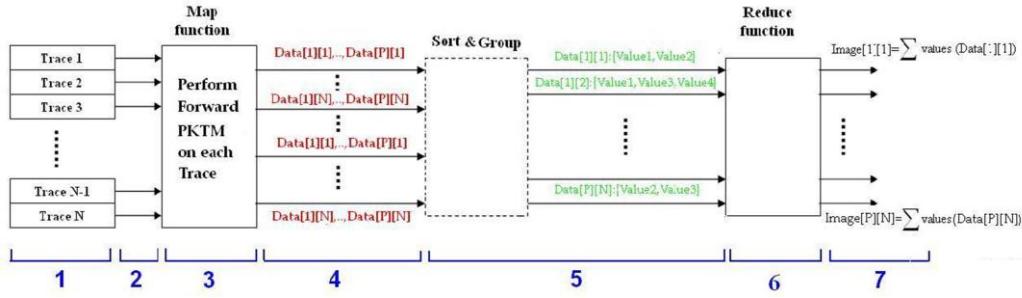 Map
function
Reduce
function
Trace 1
Trace 2
Trace 3
Trace N-1
Trace N
Perform
Forward
PKTM
on each
Trace
Data[1][1],..,Data[P][1]
Data[1][N],..,Data[P][N]
Data[1][1],..,Data[P][1]
Data[1][N],..,Data[P][N]
Sort & Group
Data[1][1]:[Value1, Value2]
Data[1][2]:[Value1, Value3, Value4]
Data[P][N]:[Value2, Value3]
Image[1][1]=∑ values (Data[1][1])
Image[P][N]=∑ values(Data[P][N])
1 2 3 4 5 6 7